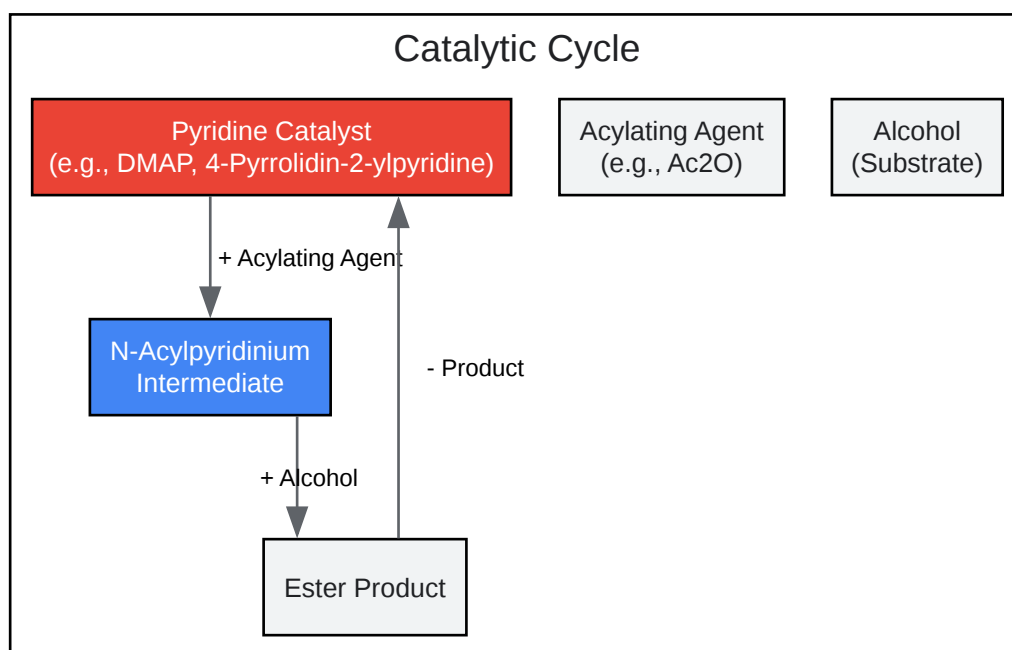 Catalytic Cycle
Pyridine Catalyst
(e.g., DMAP, 4-Pyrrolidin-2-ylpyridine)
Acylating Agent
(e.g., Ac2O)
Alcohol
(Substrate)
+ Acylating Agent
N-Acylpyridinium
Intermediate
- Product
+ Alcohol
Ester Product